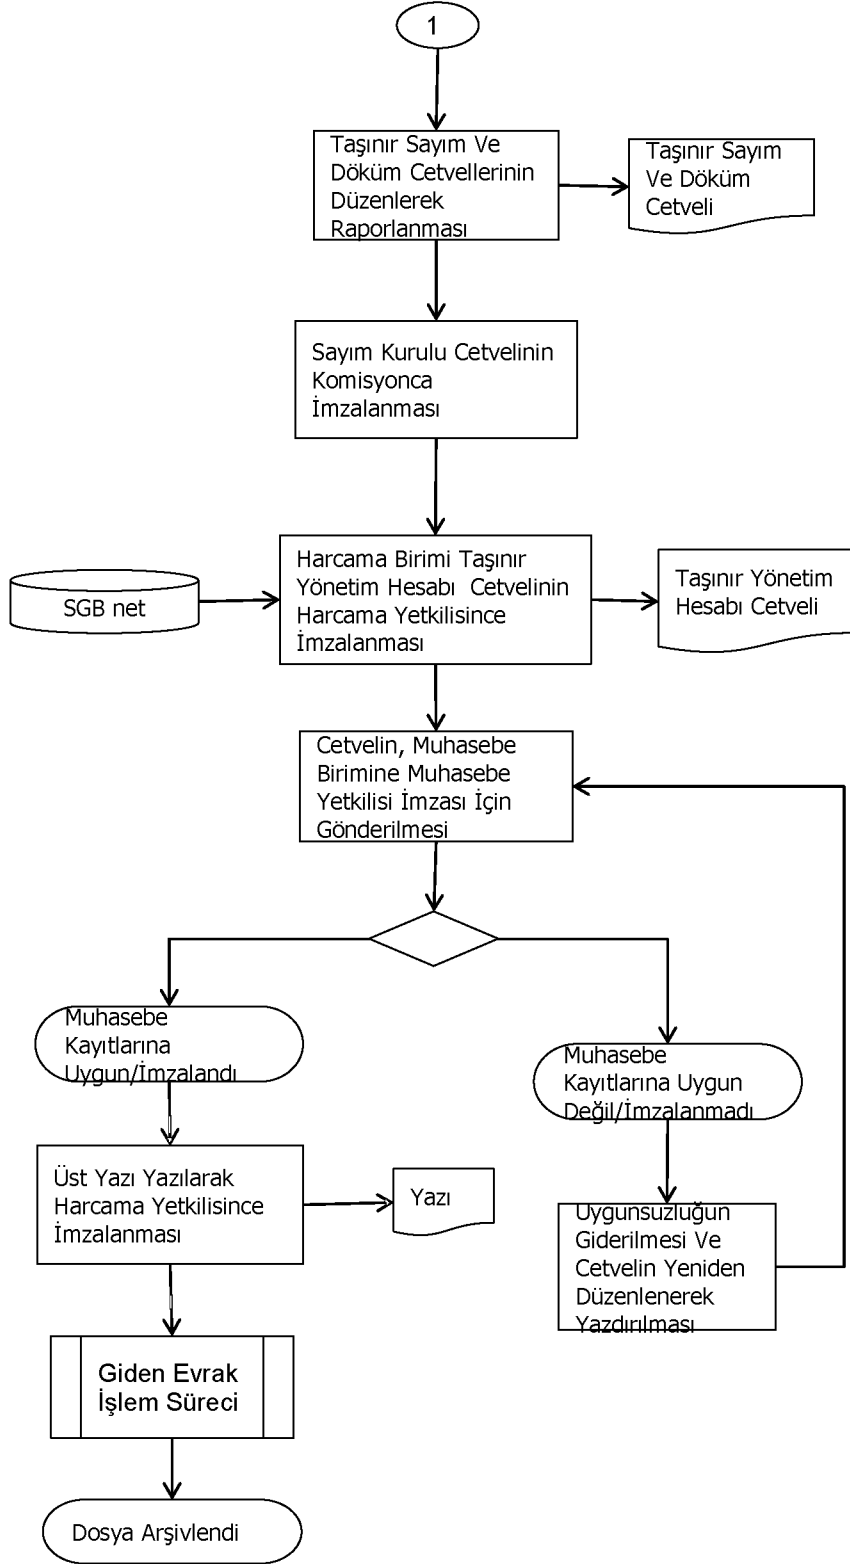 1
Taşınır Sayım Ve
Döküm Cetvellerinin
Düzenlerek
Raporlanması
Taşınır Sayım
Ve Döküm
Cetveli
Sayım Kurulu Cetvelinin
Komisyonca
İmzalanması
SGB net
Harcama Birimi Taşınır
Yönetim Hesabı Cetvelinin
Harcama Yetkilisince
İmzalanması
Taşınır Yönetim
Hesabı Cetveli
Cetvelin, Muhasebe
Birimine Muhasebe
Yetkilisi İmzası İçin
Gönderilmesi
Muhasebe
Kayıtlarına
Uygun/İmzalandı
Muhasebe
Kayıtlarına Uygun
Değil/İmzalanmadı
Üst Yazı Yazılarak
Harcama Yetkilisince
İmzalanması
Yazı
Uygunsuzluğun
Giderilmesi Ve
Cetvelin Yeniden
Düzenlenerek
Yazdırılması
Giden Evrak
İşlem Süreci
Dosya Arşivlendi